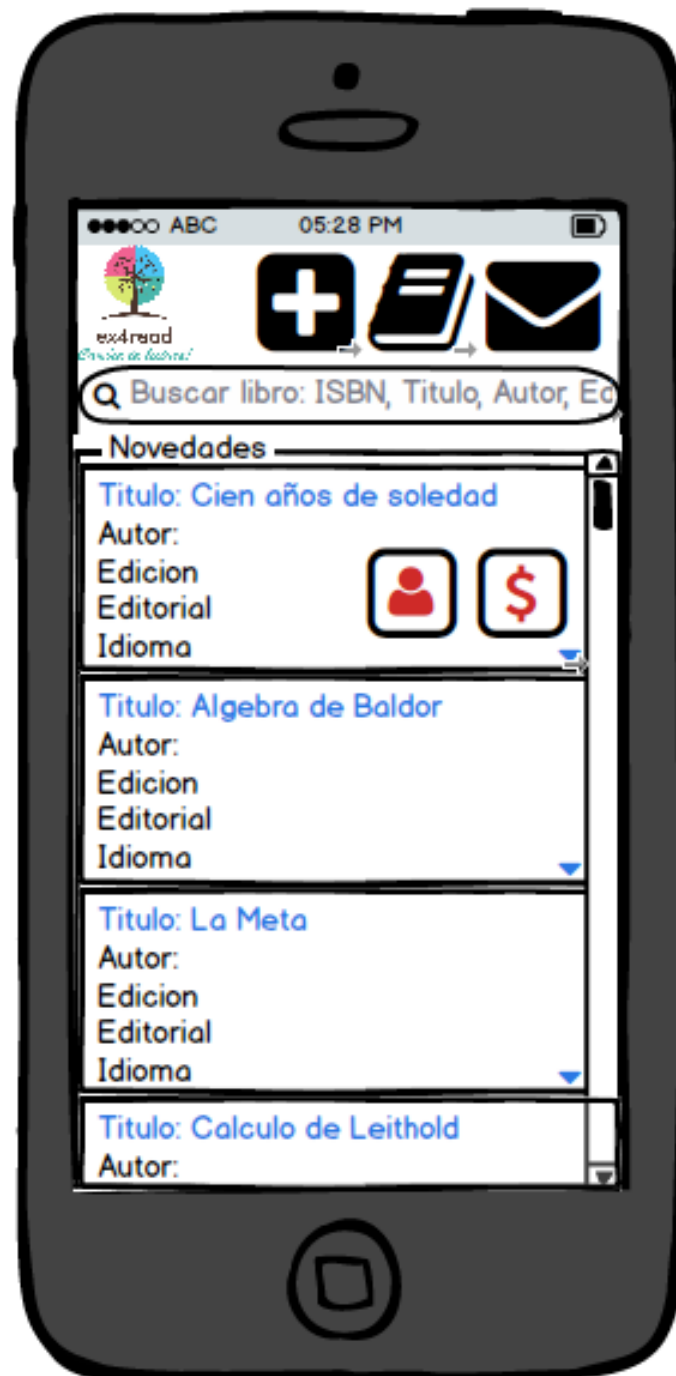 ABC 05:28 PM
ex4read
Buscar libro: ISBN, Titulo, Autor, Ed
Novedades
Titulo: Cien años de soledad
Autor:
Edicion
Editorial
Idioma
$
Titulo: Algebra de Baldor
Autor:
Edicion
Editorial
Idioma
Titulo: La Meta
Autor:
Edicion
Editorial
Idioma
Titulo: Calculo de Leithold
Autor: